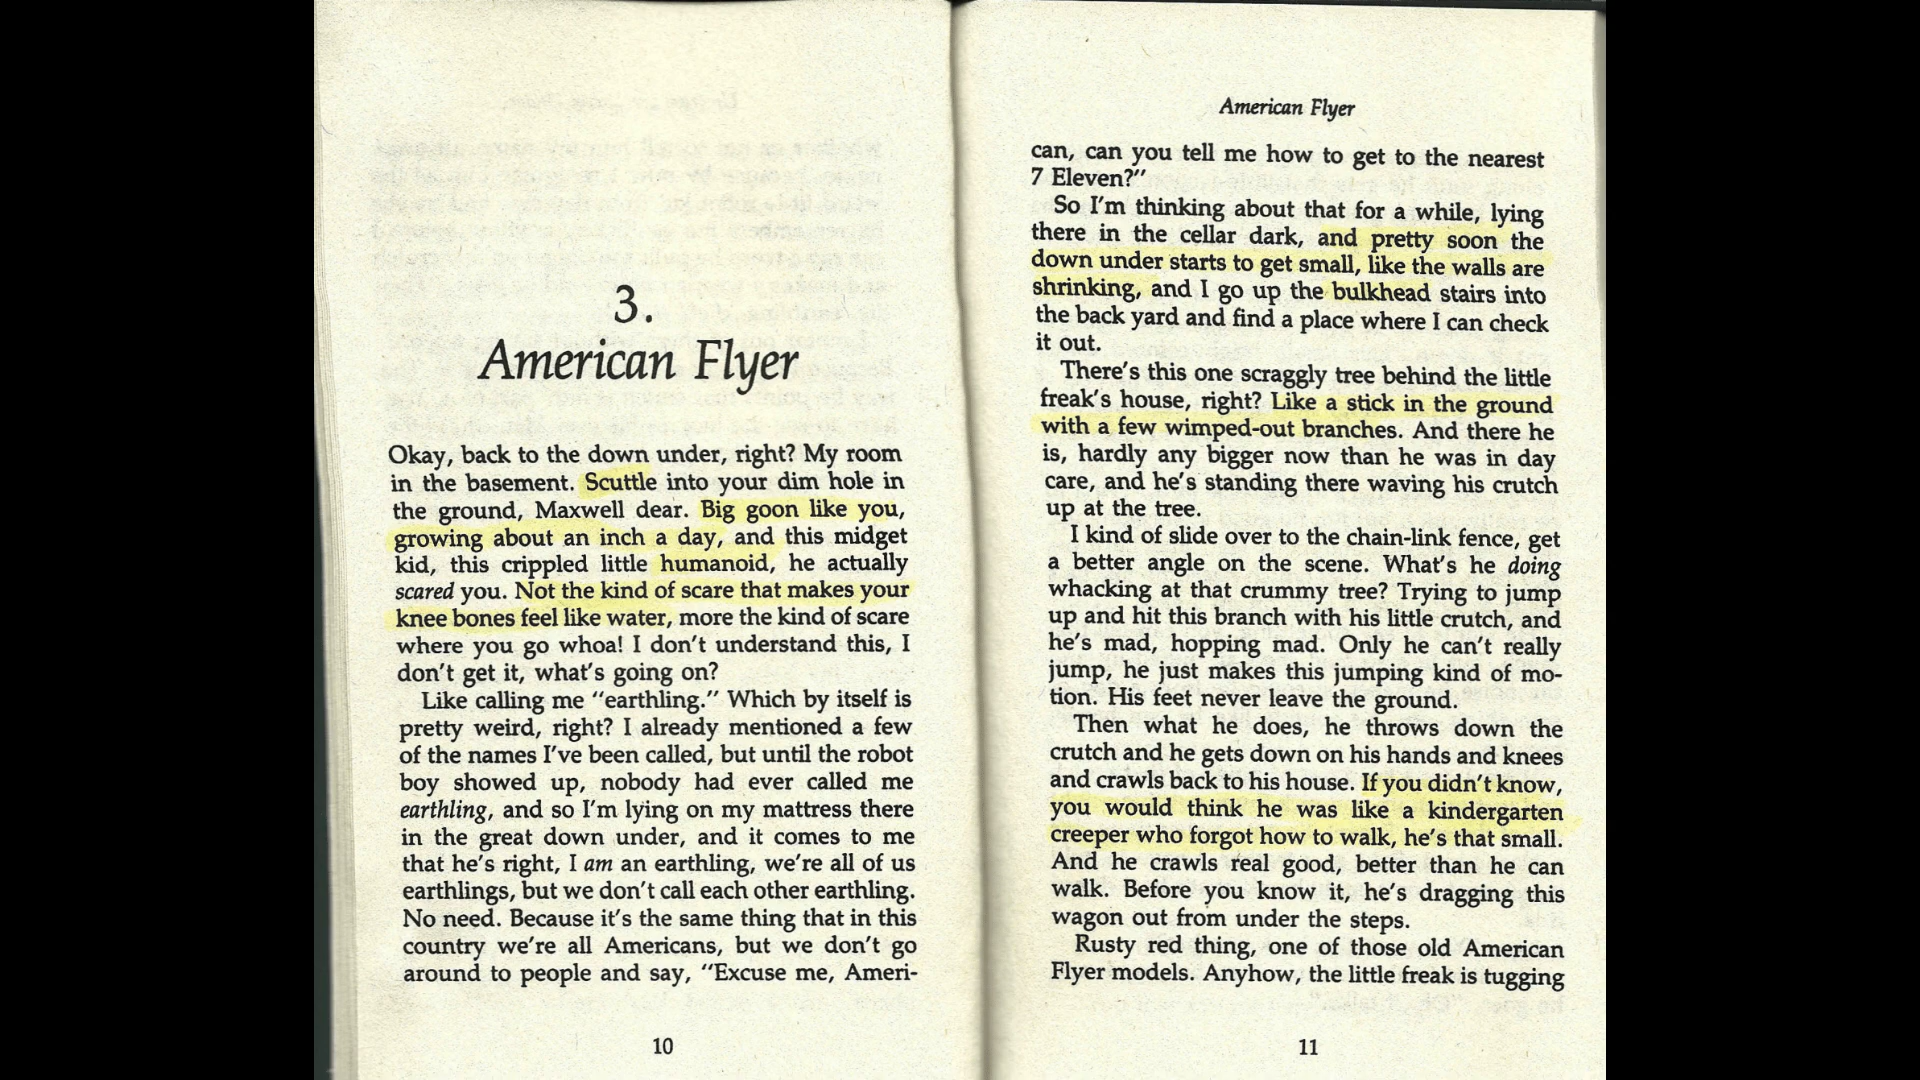 3.
American Flyer
Okay, back to the down under, right? My room
in the basement. Scuttle into your dim hole in
the ground, Maxwell dear. Big goon like you,
growing about an inch a day, and this midget
kid, this crippled little humanoid, he actually
scared you. Not the kind of scare that makes your
knee bones feel like water, more the kind of scare
where you go whoa! I don’t understand this, I
don’t get it, what’s going on?
Like calling me “earthling.” Which by itself is
pretty weird, right? I already mentioned a few
of the names I’ve been called, but until the robot
boy showed up, nobody had ever called me
earthling, and so I’m lying on my mattress there
in the great down under, and it comes to me
that he’s right, I am an earthling, we’re all of us
earthlings, but we don’t call each other earthling.
No need. Because it’s the same thing that in this
country we’re all Americans, but we don’t go
around to people and say, “Excuse me, Ameri-
10
American Flyer
can, can you tell me how to get to the nearest
7 Eleven?”
So I’m thinking about that for a while, lying
there in the cellar dark, and pretty soon the
down under starts to get small, like the walls are
shrinking, and I go up the bulkhead stairs into
the back yard and find a place where I can check
it out.
There’s this one scraggly tree behind the little
freak’s house, right? Like a stick in the ground
with a few wimped-out branches. And there he
is, hardly any bigger now than he was in day
care, and he’s standing there waving his crutch
up at the tree.
I kind of slide over to the chain-link fence, get
a better angle on the scene. What’s he doing
whacking at that crummy tree? Trying to jump
up and hit this branch with his little crutch, and
he’s mad, hopping mad. Only he can’t really
jump, he just makes this jumping kind of mo-
tion. His feet never leave the ground.
Then what he does, he throws down the
crutch and he gets down on his hands and knees
and crawls back to his house. If you didn’t know,
you would think he was like a kindergarten
creeper who forgot how to walk, he’s that small.
And he crawls real good, better than he can
walk. Before you know it, he’s dragging this
wagon out from under the steps.
Rusty red thing, one of those old American
Flyer models. Anyhow, the little freak is tugging
11